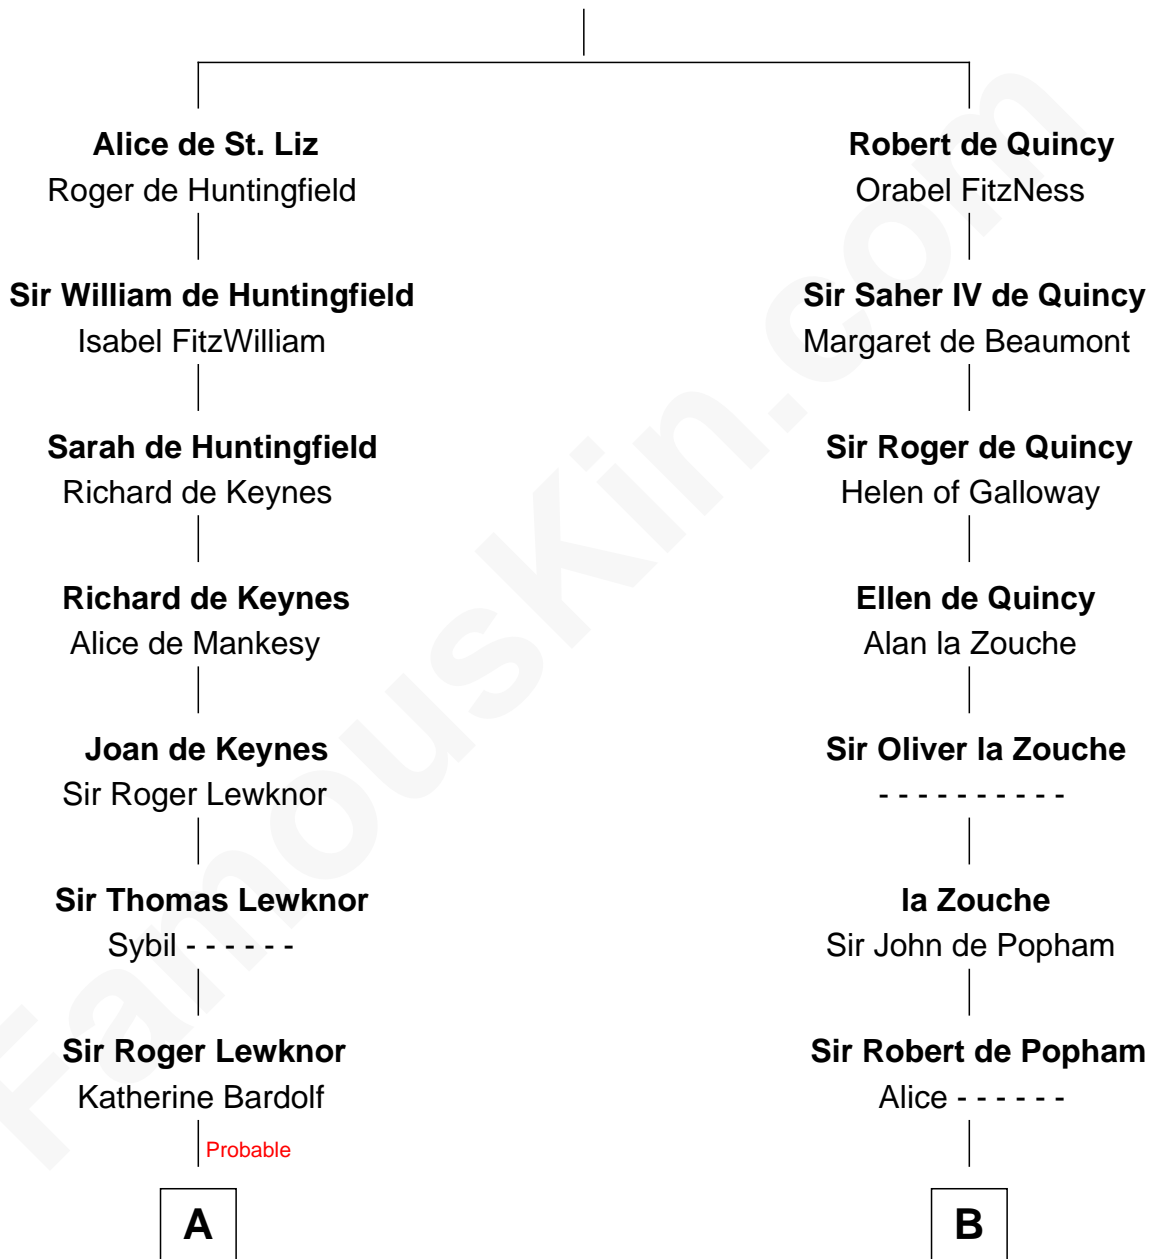 Alice de St. Liz
Roger de Huntingfield
Robert de Quincy
Orabel FitzNess
Sir William de Huntingfield
Isabel FitzWilliam
Sir Saher IV de Quincy
Margaret de Beaumont
Sarah de Huntingfield
Richard de Keynes
Sir Roger de Quincy
Helen of Galloway
Richard de Keynes
Alice de Mankesy
Ellen de Quincy
Alan la Zouche
Joan de Keynes
Sir Roger Lewknor
Sir Oliver la Zouche
- - - - - - - - - -
Sir Thomas Lewknor
Sybil - - - - - -
la Zouche
Sir John de Popham
Sir Roger Lewknor
Katherine Bardolf
Sir Robert de Popham
Alice - - - - - -
Probable
A
B
FamousKin.com